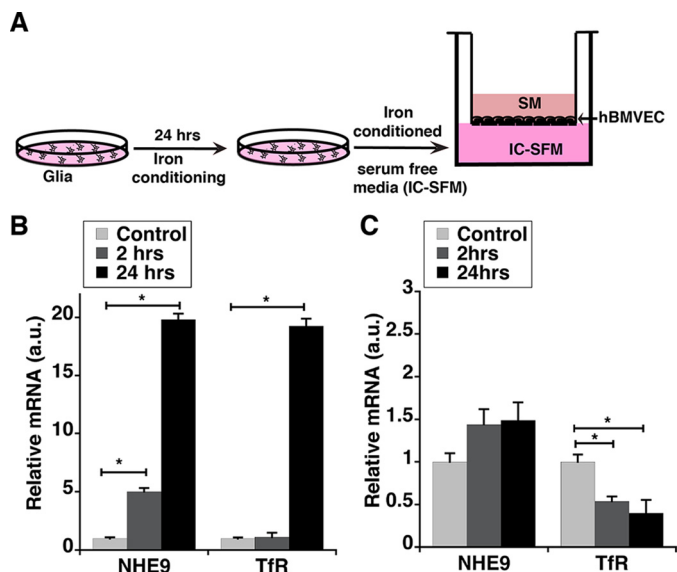 A
24 hrs
Iron
conditioning
Glia
Iron
conditioned
serum free
media (IC-SFM)
SM
hBMVEC
IC-SFM
B
Control
2 hrs
24 hrs
Relative mRNA (a.u.)
20
15
10
5
0
*
*
*
NHE9
TfR
C
Control
2hrs
24hrs
Relative mRNA (a.u.)
3
2.5
2
1.5
1
0.5
0
*
*
NHE9
TfR